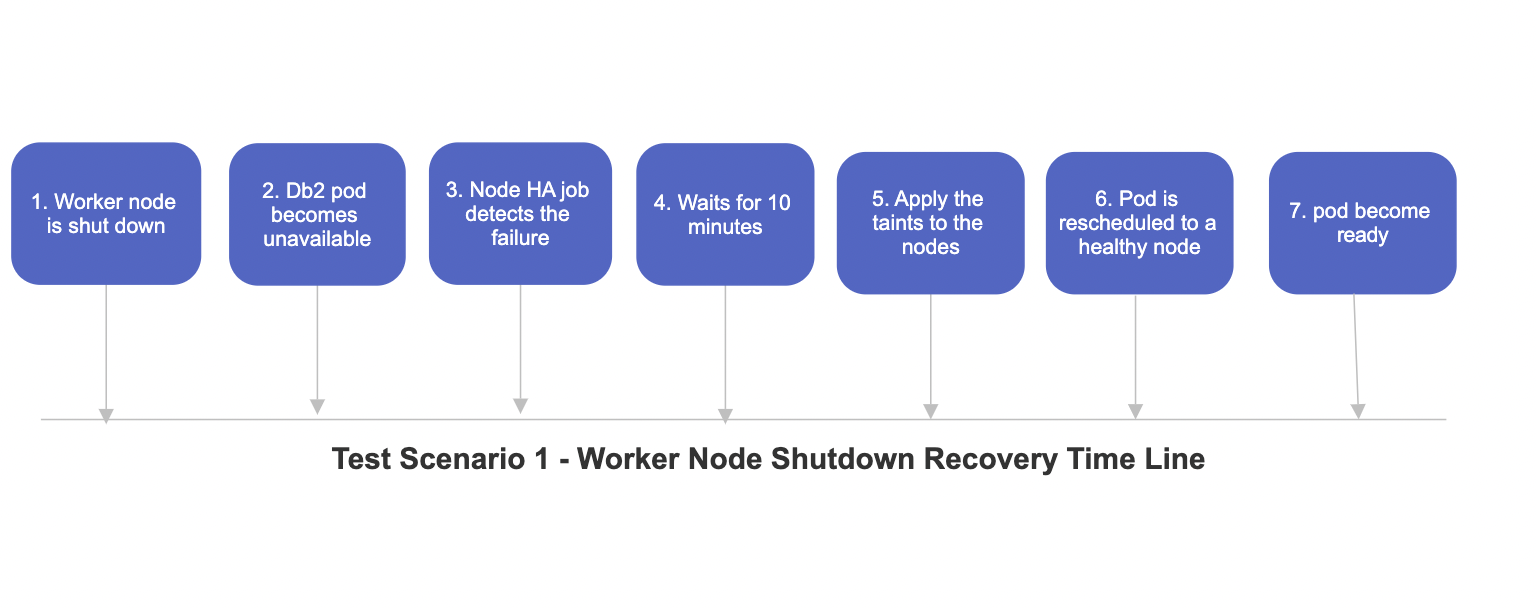 1. Worker node
is shut down
2. Db2 pod
becomes
unavailable
3. Node HA job
detects the
failure
4. Waits for 10
minutes
5. Apply the
taints to the
nodes
6. Pod is
rescheduled to a
healthy node
7. pod become
ready
Test Scenario 1 - Worker Node Shutdown Recovery Time Line